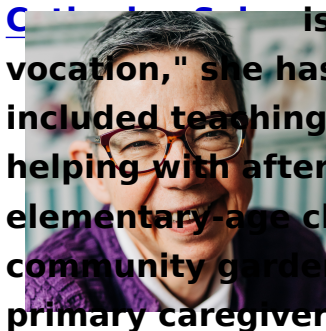 is
vocation," she has
included teaching
helping with after
elementary-age
community
primary caregiver